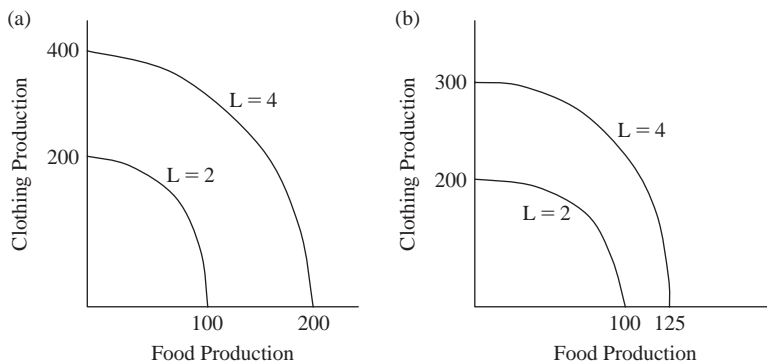 (a)
Clothing Production
400
200
L = 4
L = 2
100 200
Food Production
(b)
Clothing Production
300
200
L = 4
L = 2
100 125
Food Production